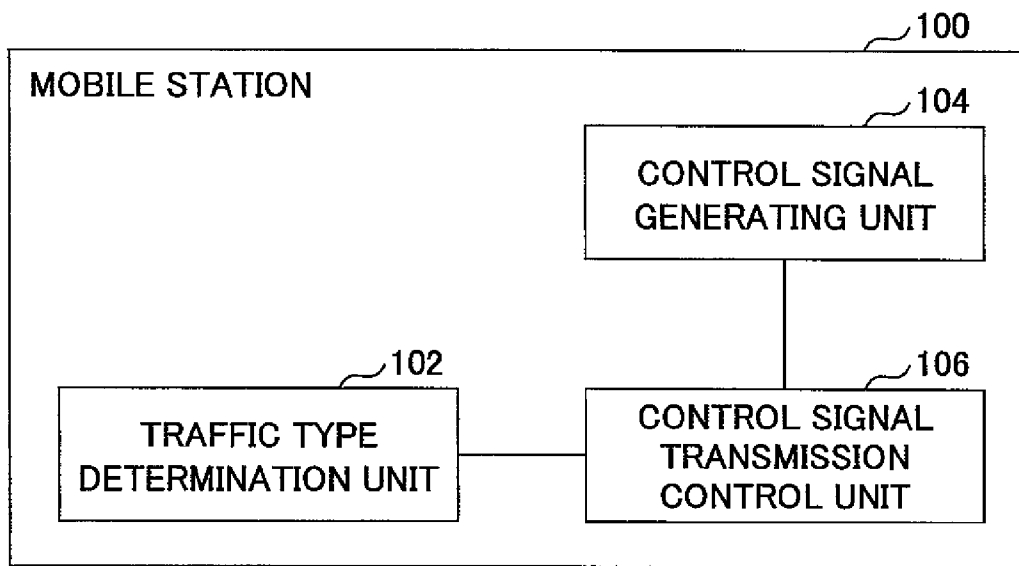 100
MOBILE STATION
104
CONTROL SIGNAL
GENERATING UNIT
102
TRAFFIC TYPE
DETERMINATION UNIT
106
CONTROL SIGNAL
TRANSMISSION
CONTROL UNIT